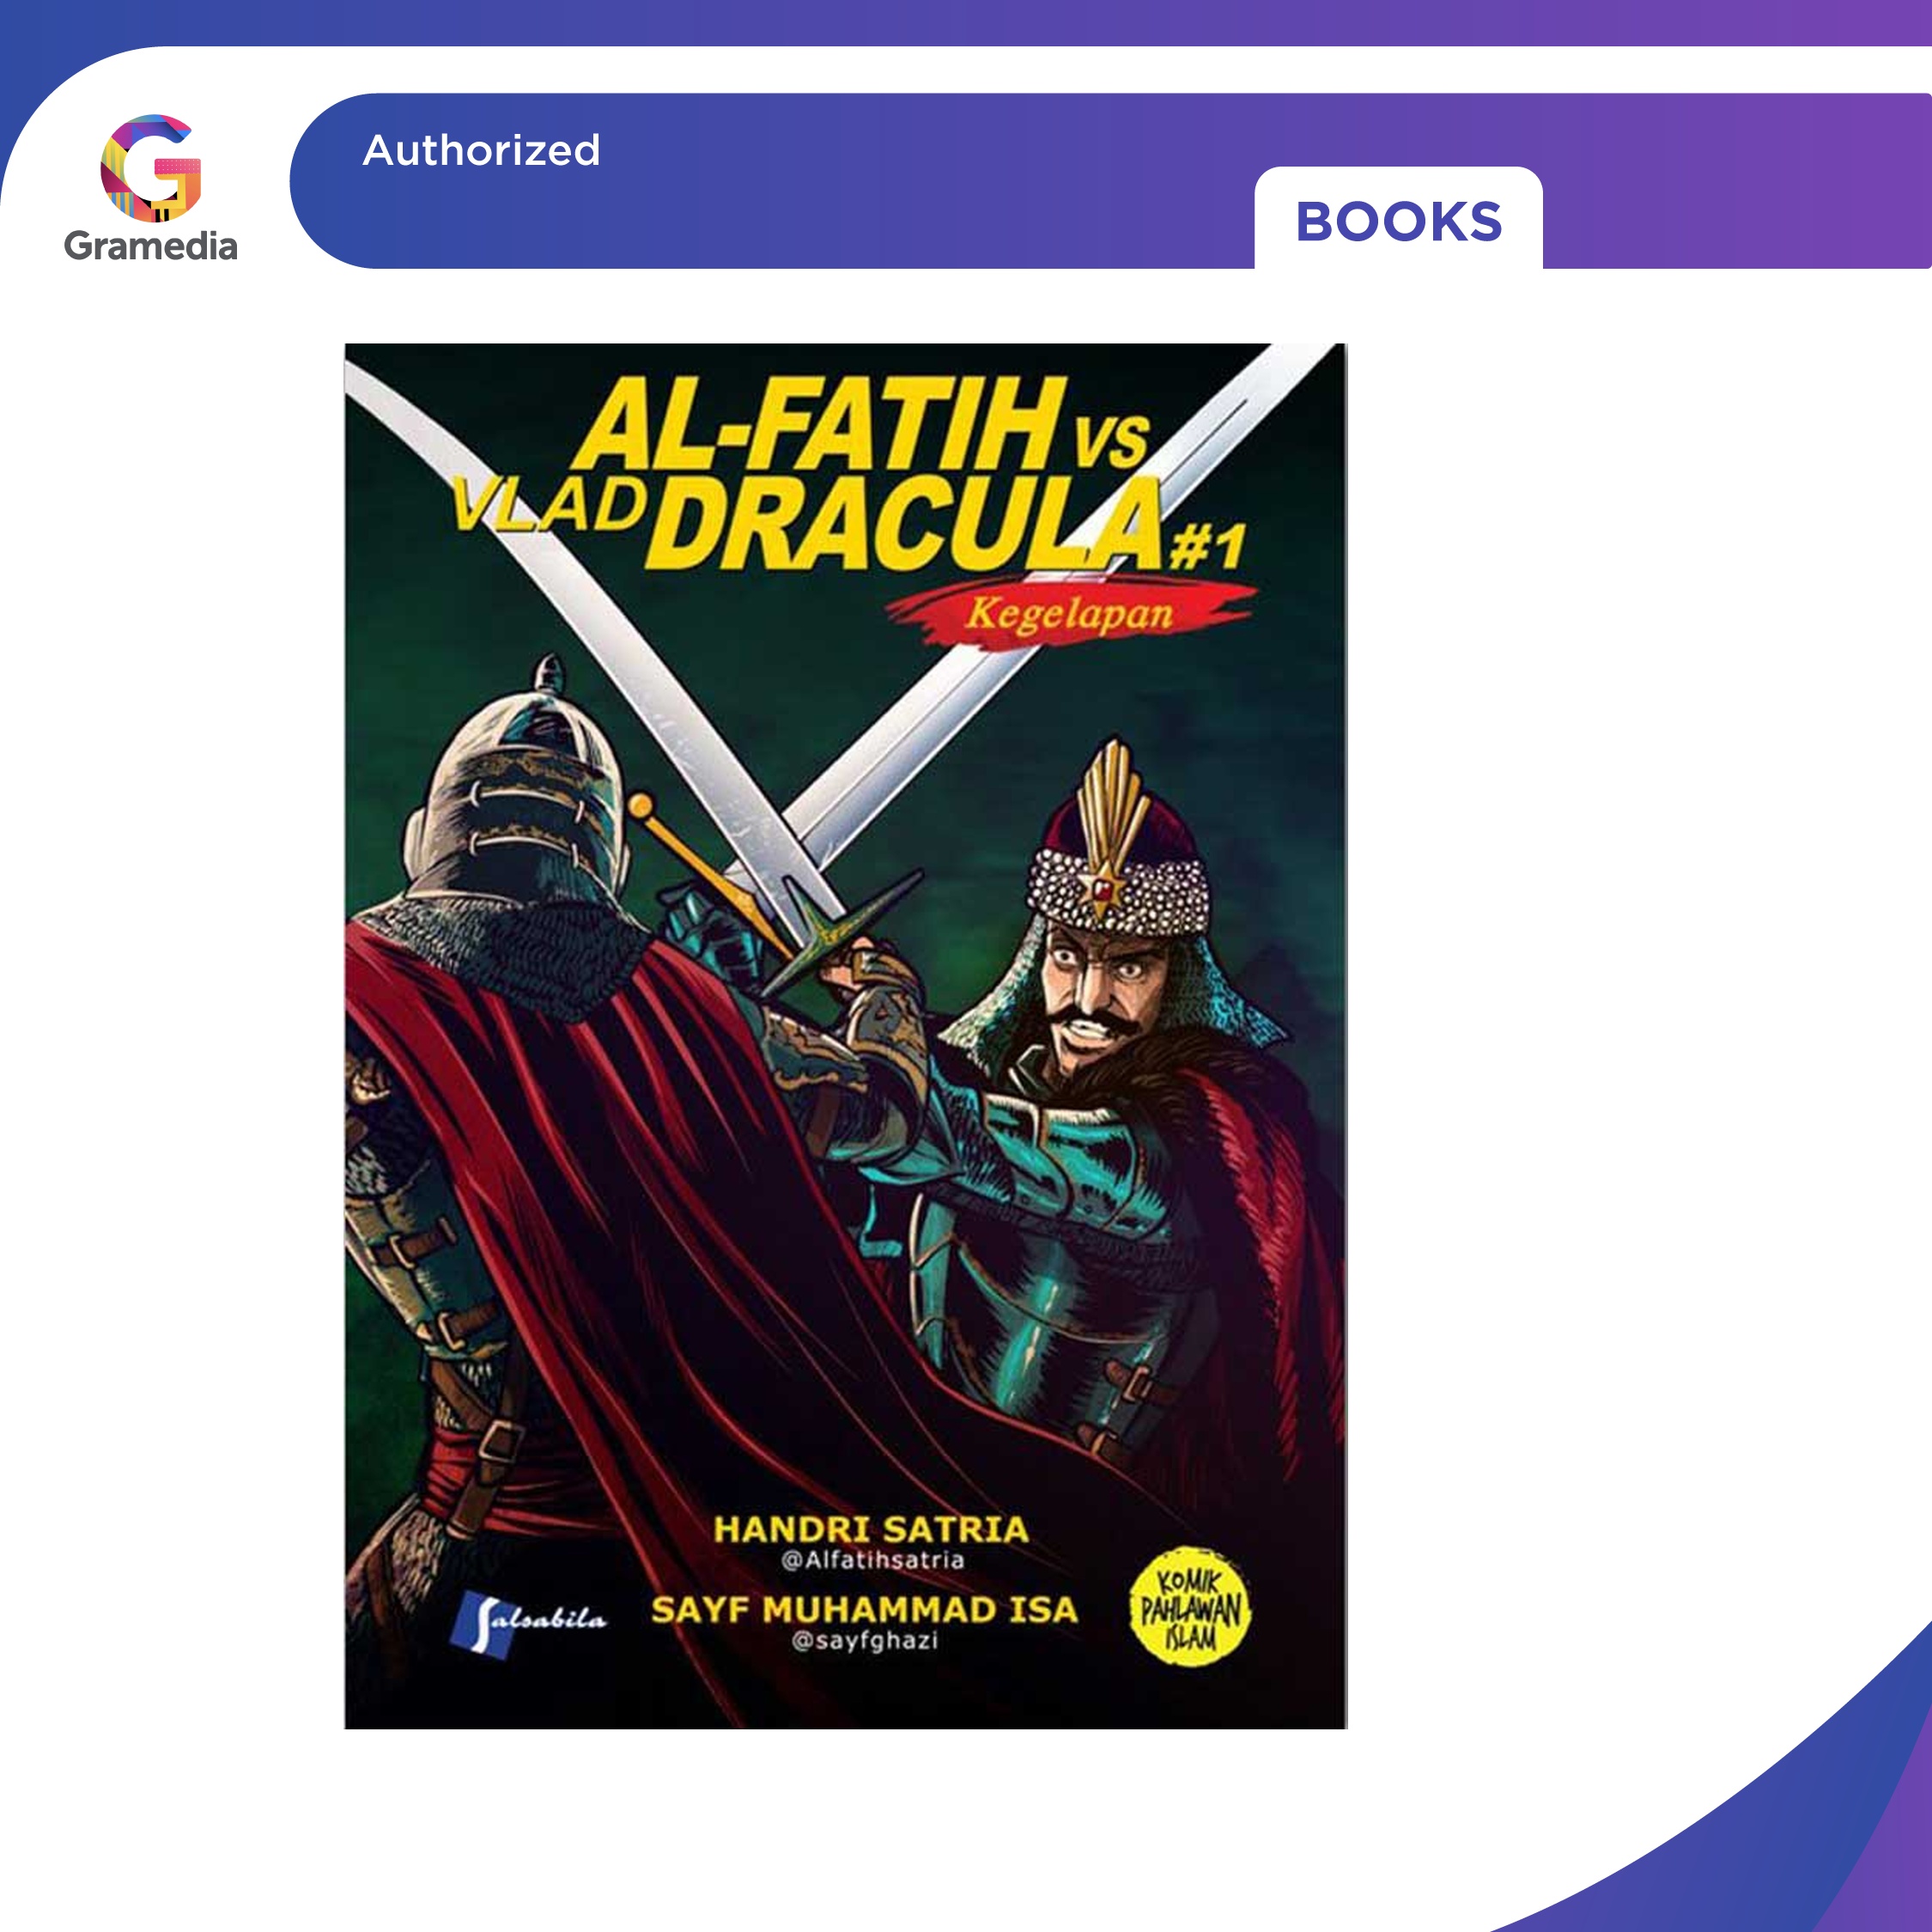 Gramedia
Authorized
BOOKS
AL-FATIH VS
VLAD DRACULA #1
Kegelapan
HANDRI SATRIA
@Alfatihsatria
SAYF MUHAMMAD ISA
@sayfghazi
Salsabila
KOMIK
PAHLAWAN
ISLAM